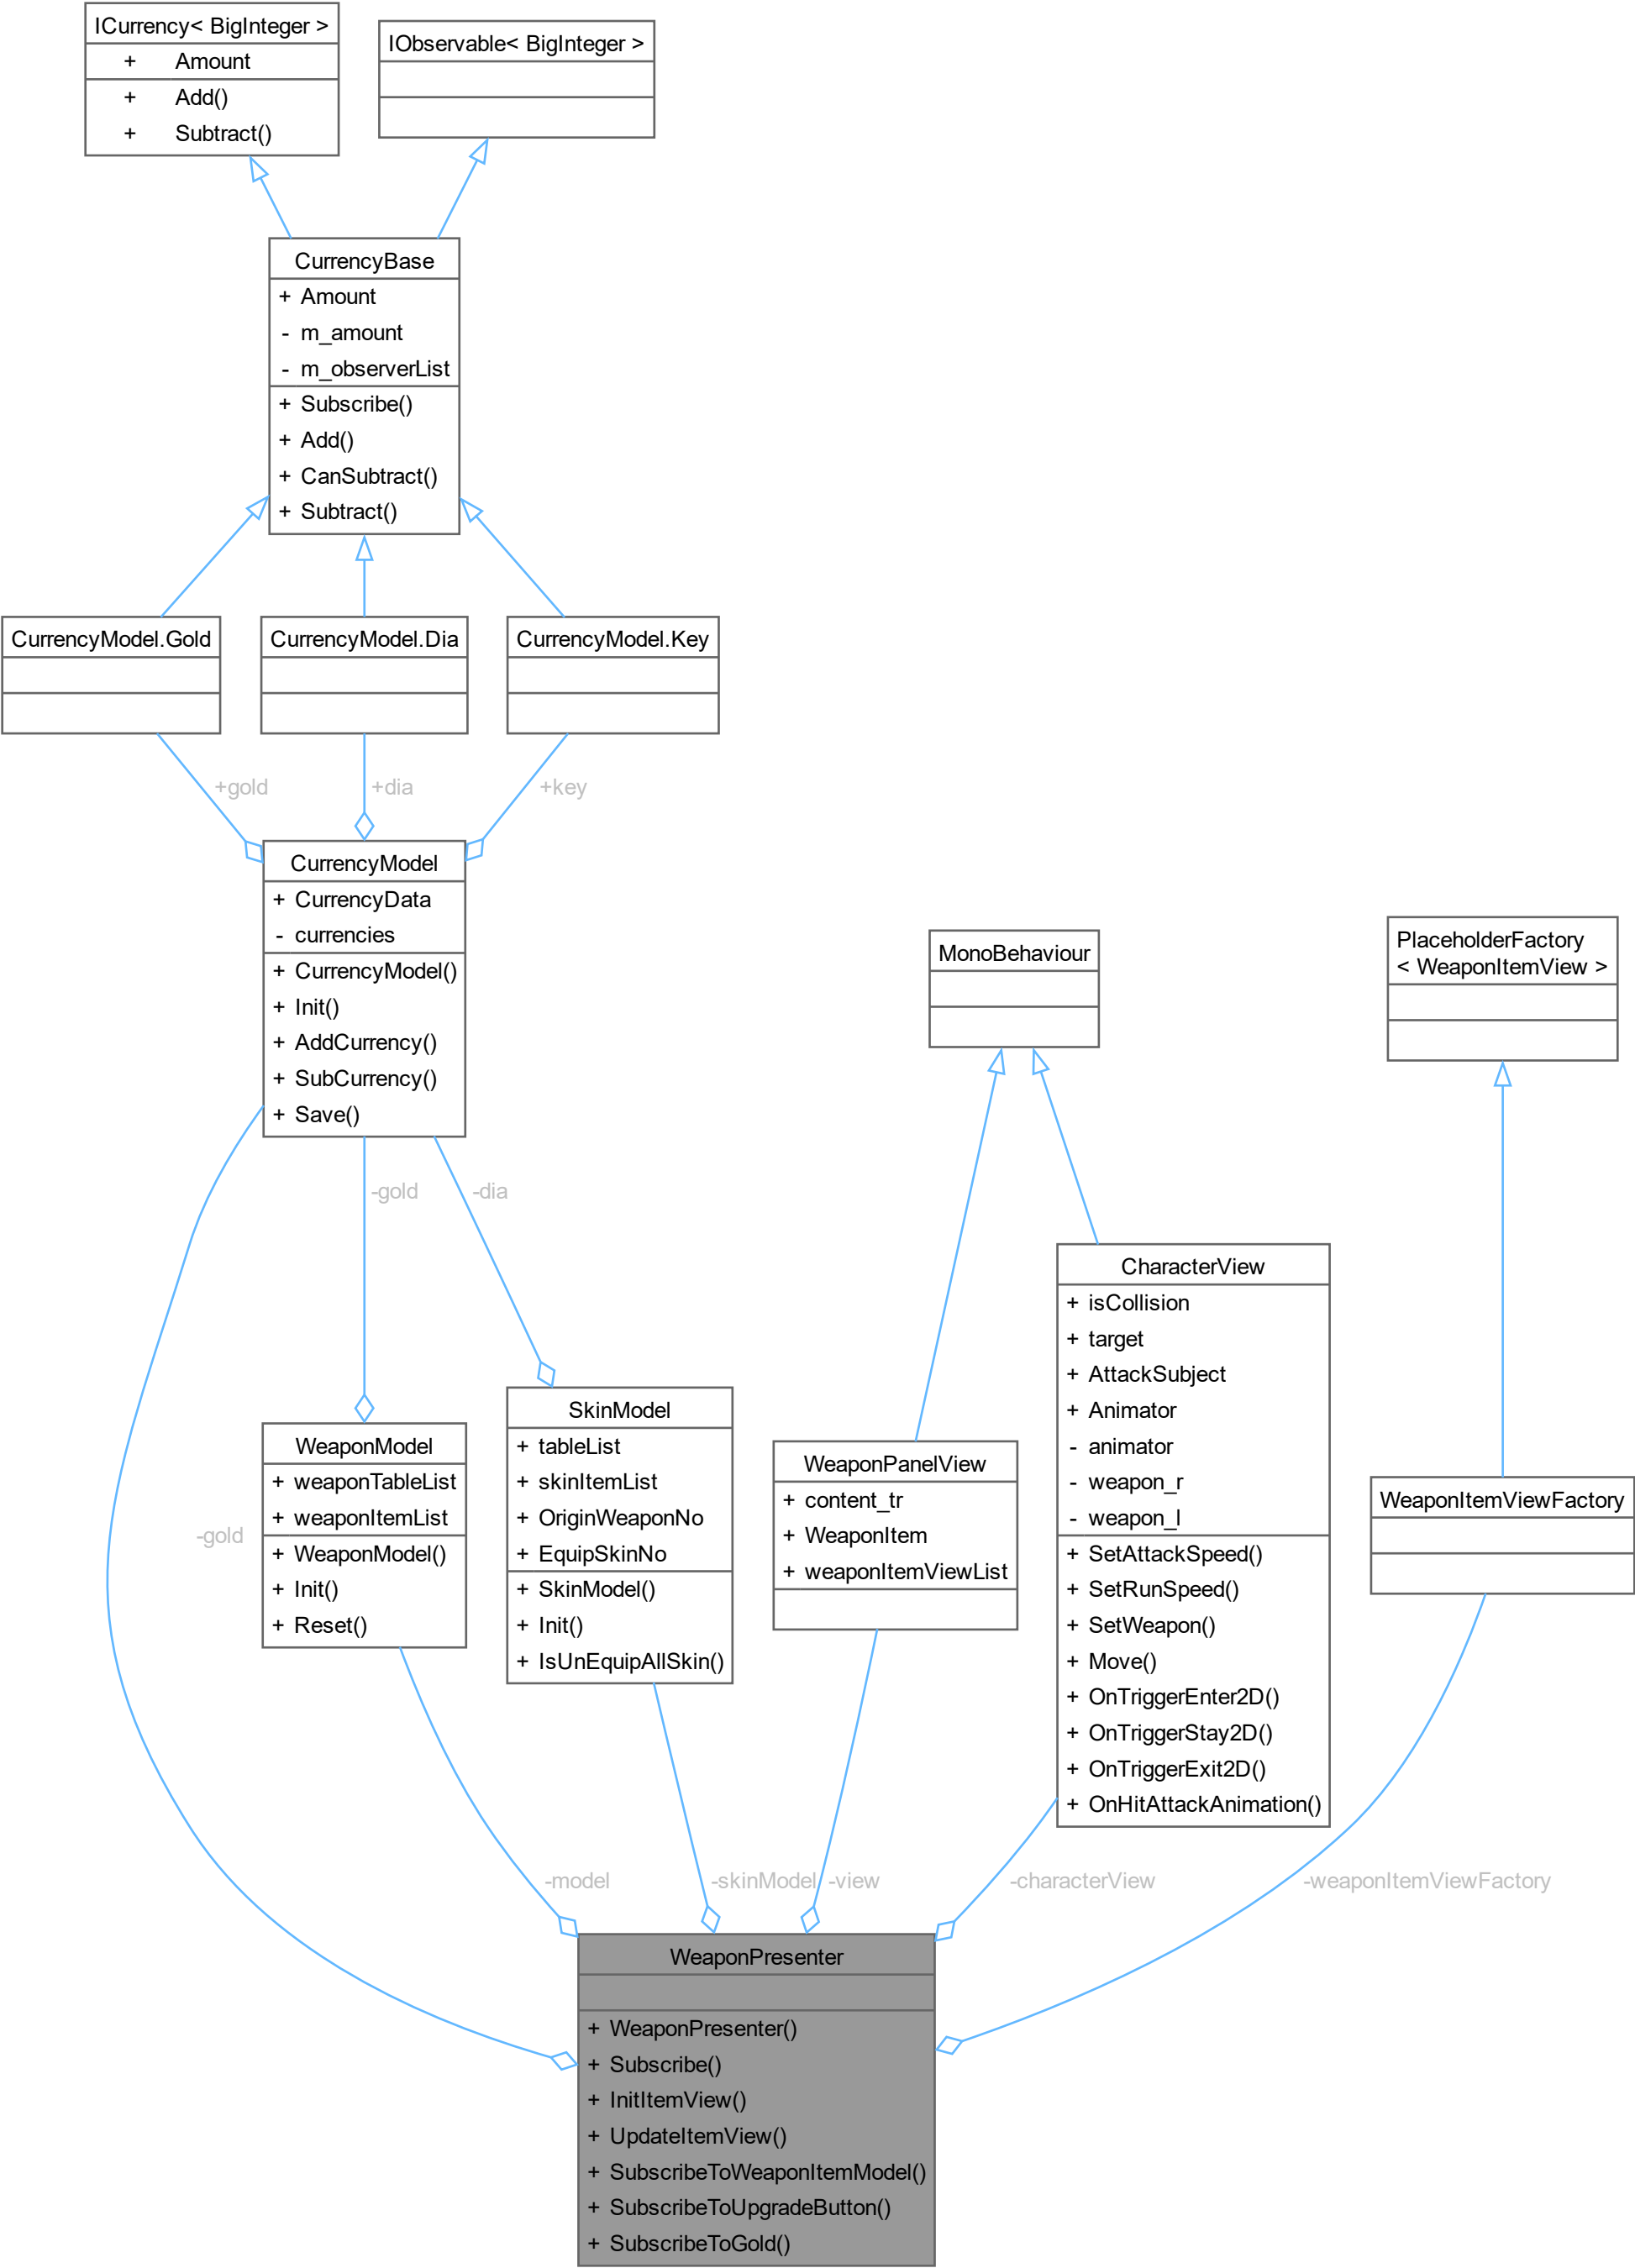 ICurrency< BigInteger >
+ Amount
+ Add()
+ Subtract()
IObservable< BigInteger >
CurrencyBase
+ Amount
- m_amount
- m_observerList
+ Subscribe()
+ Add()
+ CanSubtract()
+ Subtract()
CurrencyModel.Gold
CurrencyModel.Dia
CurrencyModel.Key
+gold
+dia
+key
CurrencyModel
+ CurrencyData
- currencies
+ CurrencyModel()
+ Init()
+ AddCurrency()
+ SubCurrency()
+ Save()
MonoBehaviour
PlaceholderFactory
< WeaponItemView >
-gold
-dia
CharacterView
+ isCollision
+ target
+ AttackSubject
+ Animator
- animator
- weapon_r
- weapon_l
+ SetAttackSpeed()
+ SetRunSpeed()
+ SetWeapon()
+ Move()
+ OnTriggerEnter2D()
+ OnTriggerStay2D()
+ OnTriggerExit2D()
+ OnHitAttackAnimation()
SkinModel
+ tableList
+ skinItemList
+ OriginWeaponNo
+ EquipSkinNo
+ SkinModel()
+ Init()
+ IsUnEquipAllSkin()
WeaponModel
+ weaponTableList
+ weaponItemList
+ WeaponModel()
+ Init()
+ Reset()
WeaponPanelView
+ content_tr
+ WeaponItem
+ weaponItemViewList
WeaponItemViewFactory
-gold
-model
-skinModel
-view
-characterView
-weaponItemViewFactory
WeaponPresenter
+ WeaponPresenter()
+ Subscribe()
+ InitItemView()
+ UpdateItemView()
+ SubscribeToWeaponItemModel()
+ SubscribeToUpgradeButton()
+ SubscribeToGold()